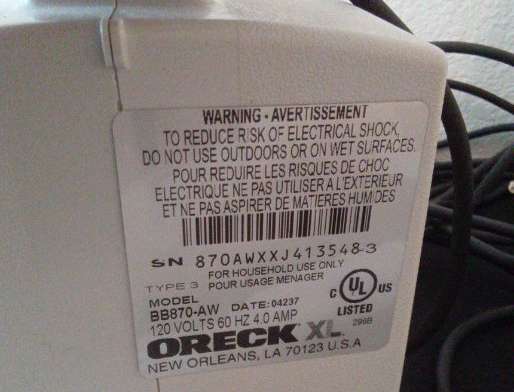 WARNING - AVERTISSEMENT
TO REDUCE RISK OF ELECTRICAL SHOCK,
DO NOT USE OUTDOORS OR ON WET SURFACES.
POUR REDUIRE LES RISQUES DE CHOC
ELECTRIQUE NE PAS UTILISER A L'EXTERIEUR
ET NE PAS ASPIRER DE MATIERES HUMIDES
SN 870AWXXJ413548-3
FOR HOUSEHOLD USE ONLY
TYPE 3 POUR USAGE MENAGER
MODEL
BB870-AW DATE: 04237
120 VOLTS 60 HZ 4.0 AMP
C UL US
LISTED
298B
ORECK XL
NEW ORLEANS, LA 70123 U.S.A